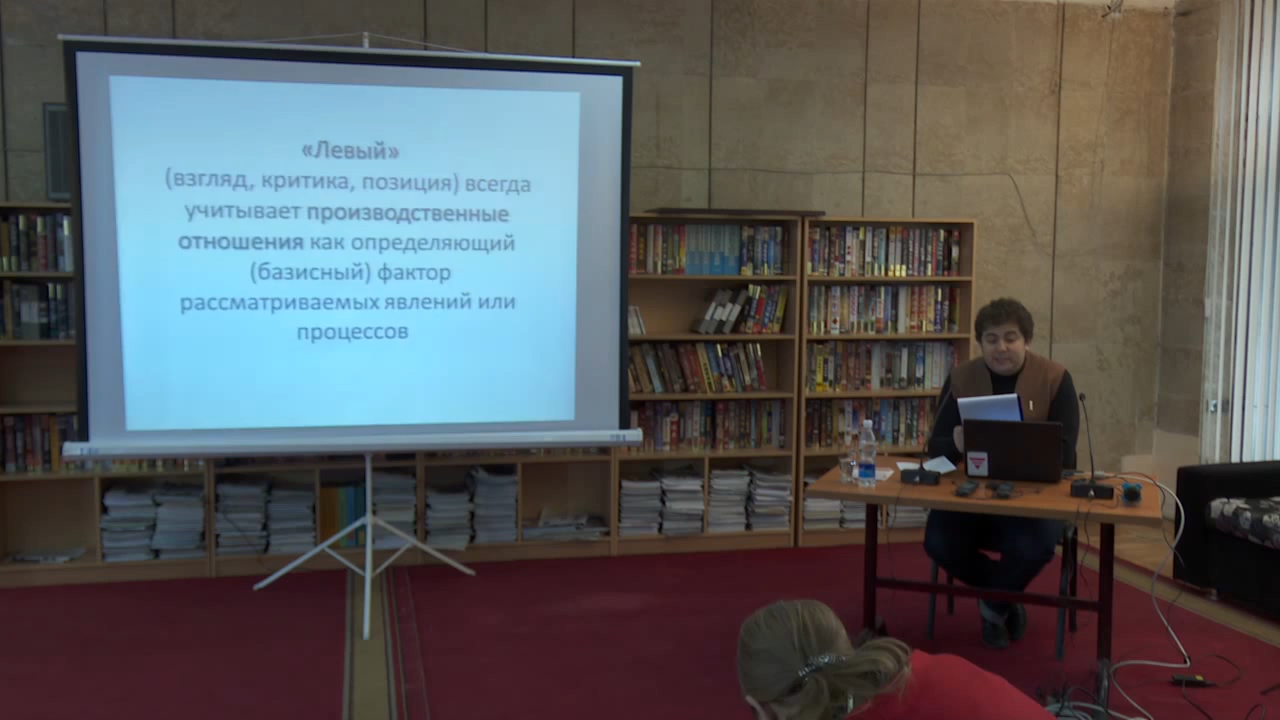 «Левый»
(взгляд, критика, позиция) всегда
учитывает производственные
отношения как определяющий
(базисный) фактор
рассматриваемых явлений или
процессов